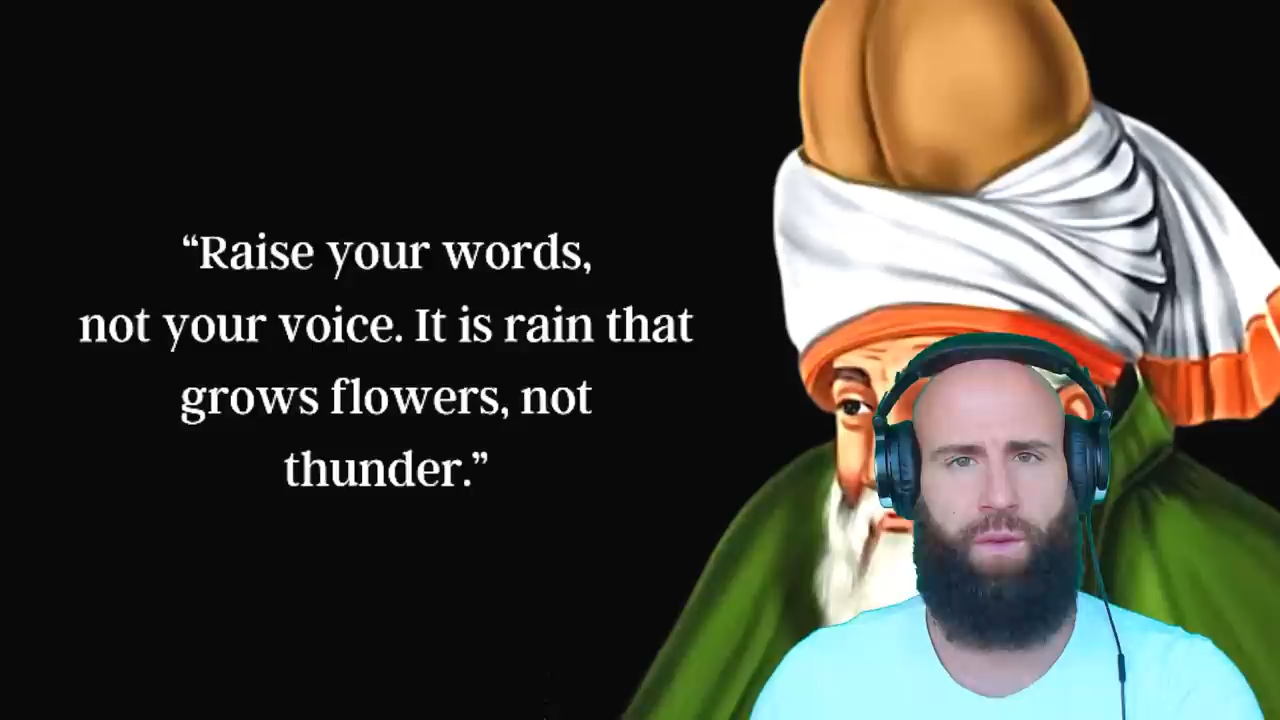 “Raise your words,
not your voice. It is rain that
grows flowers, not
thunder.”